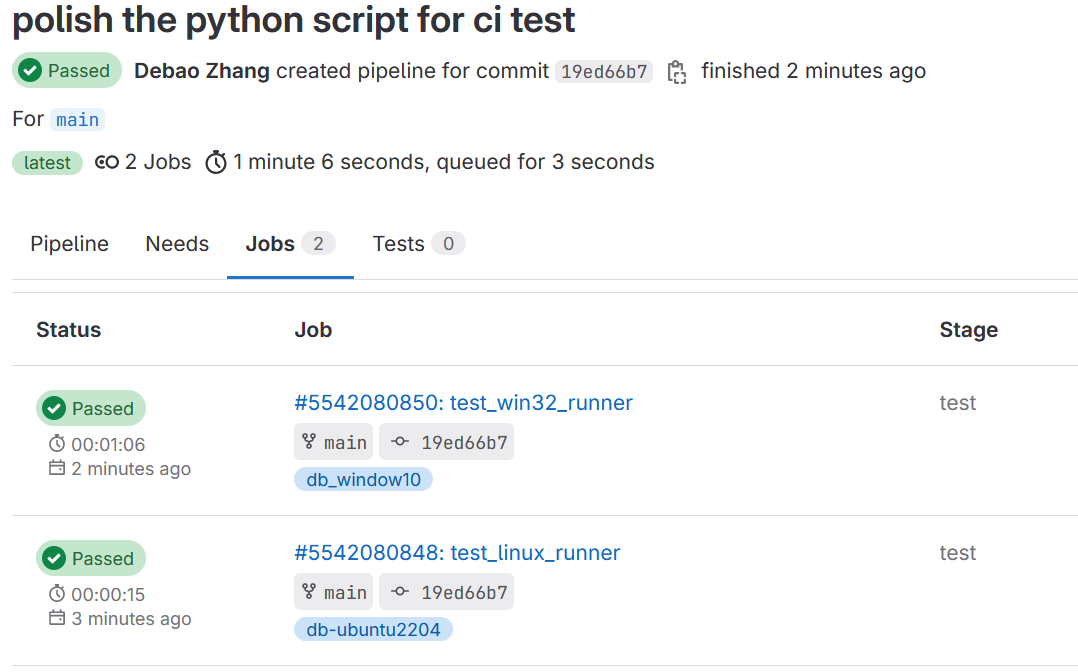 polish the python script for ci test
Passed Debao Zhang created pipeline for commit 19ed66b7 finished 2 minutes ago
For main
latest 2 Jobs 1 minute 6 seconds, queued for 3 seconds
Pipeline Needs Jobs 2 Tests 0
Status Job Stage
Passed #5542080850: test_win32_runner test
00:01:06 main 19ed66b7
2 minutes ago db_window10
Passed #5542080848: test_linux_runner test
00:00:15 main 19ed66b7
3 minutes ago db-ubuntu2204